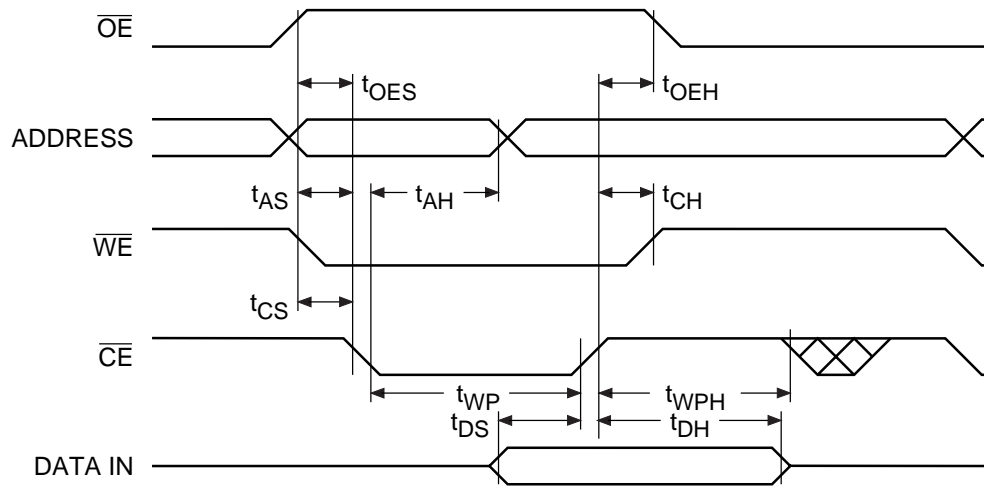 OE
tOES tOEH
ADDRESS
tAS tAH tCH
WE
tCS
CE
tWP tWPH
tDS tDH
DATA IN